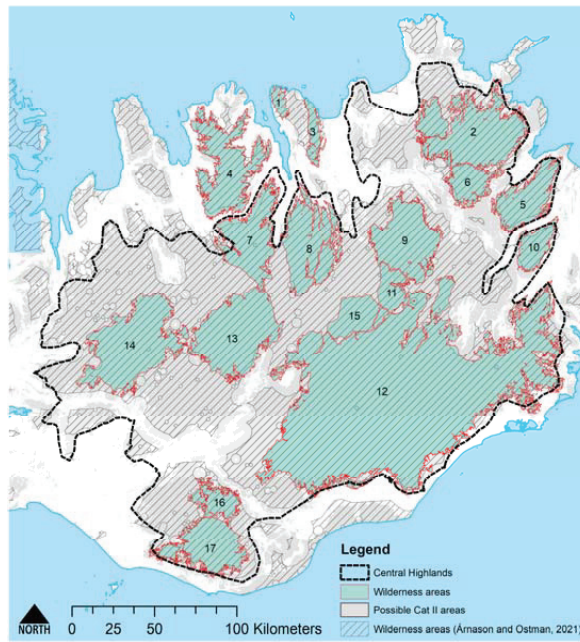 1
3
2
4
6
5
7
8
9
10
11
15
13
14
12
16
17
Legend
Central Highlands
Wilderness areas
Possible Cat II areas
Wilderness areas (Árnason and Ostman, 2021)
NORTH
0 25 50 100 Kilometers